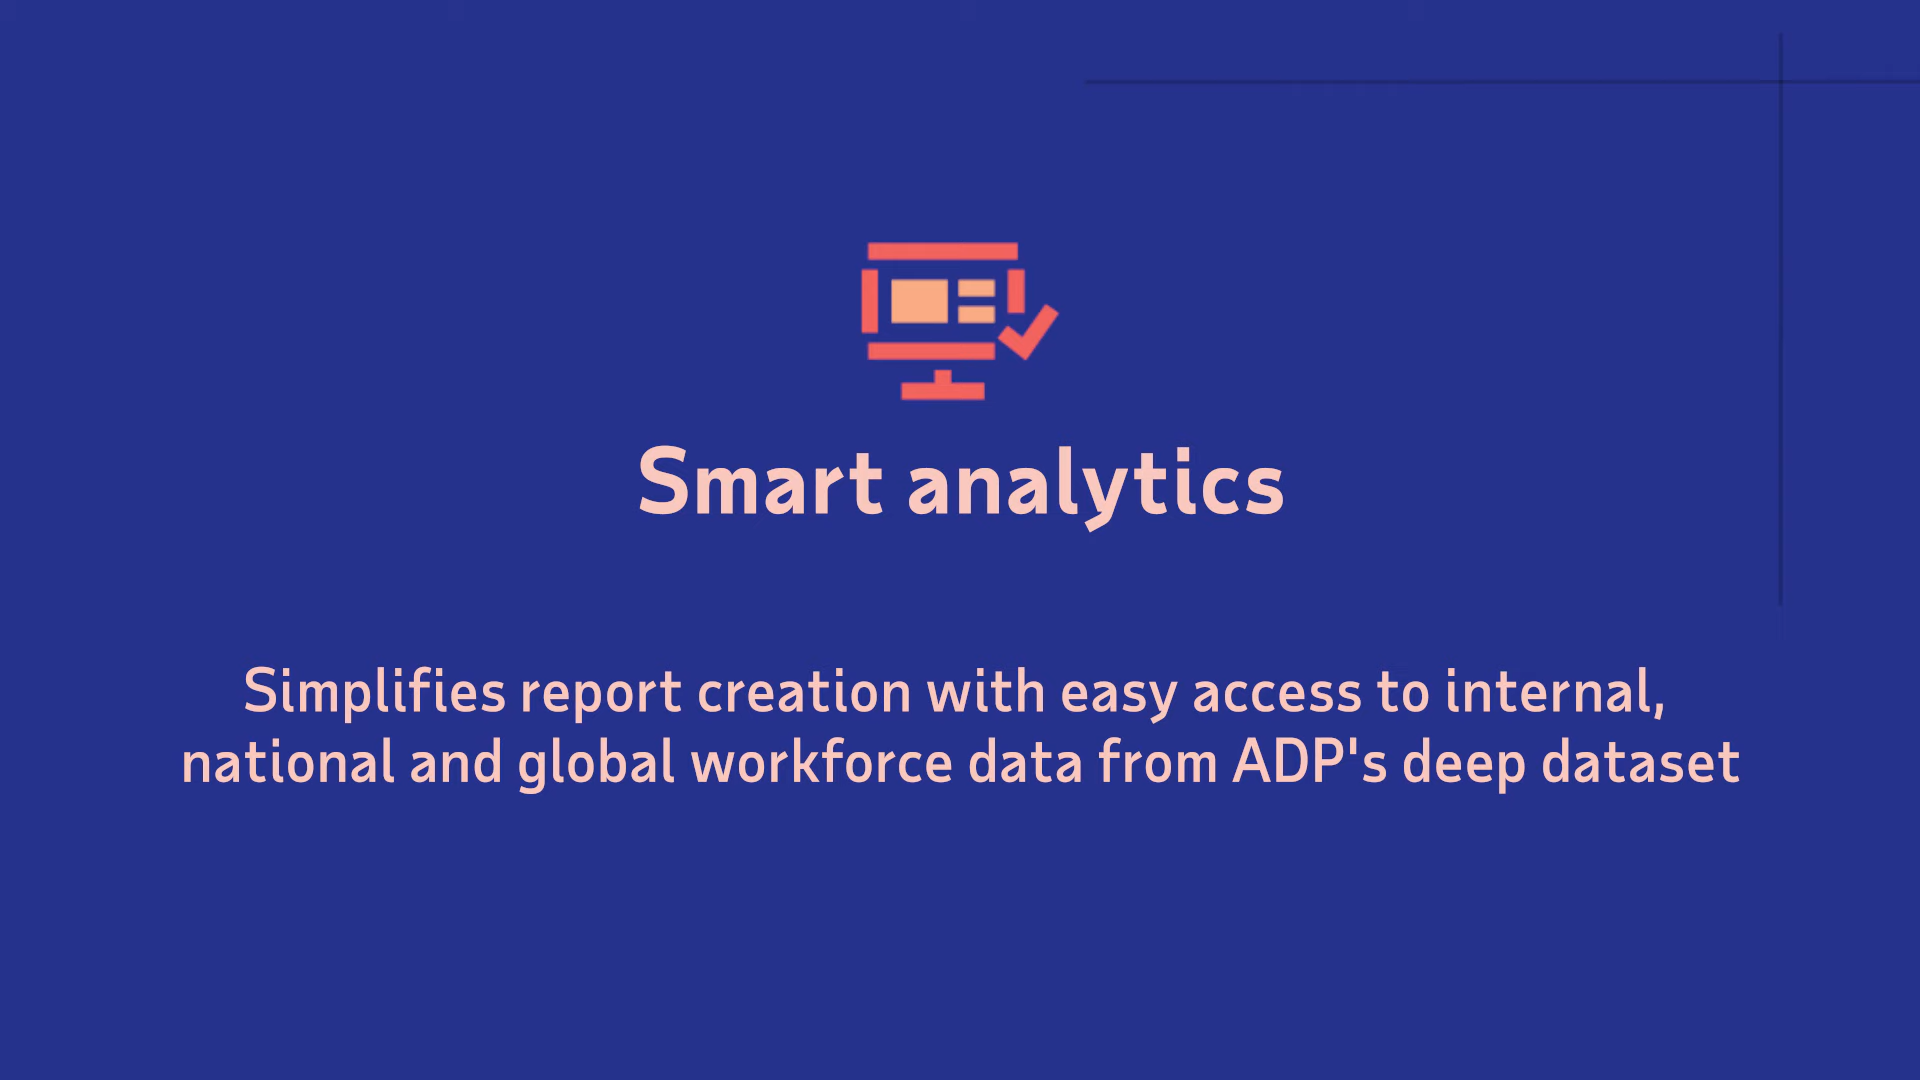 Smart analytics
Simplifies report creation with easy access to internal,
national and global workforce data from ADP's deep dataset